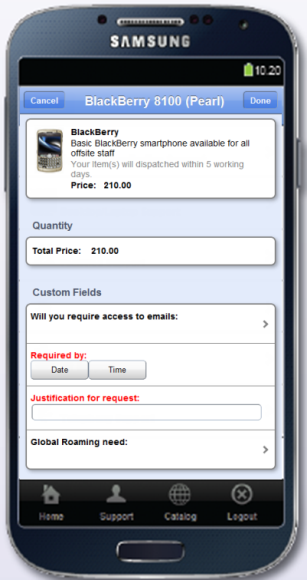 SAMSUNG
10.20
Cancel
BlackBerry 8100 (Pearl)
Done
BlackBerry
Basic BlackBerry smartphone available for all
offsite staff
Your item(s) will dispatched within 5 working
days.
Price: 210.00
Quantity
Total Price: 210.00
Custom Fields
Will you require access to emails:
Required by:
Date
Time
Justification for request:
Global Roaming need:
Home
Support
Catalog
Logout